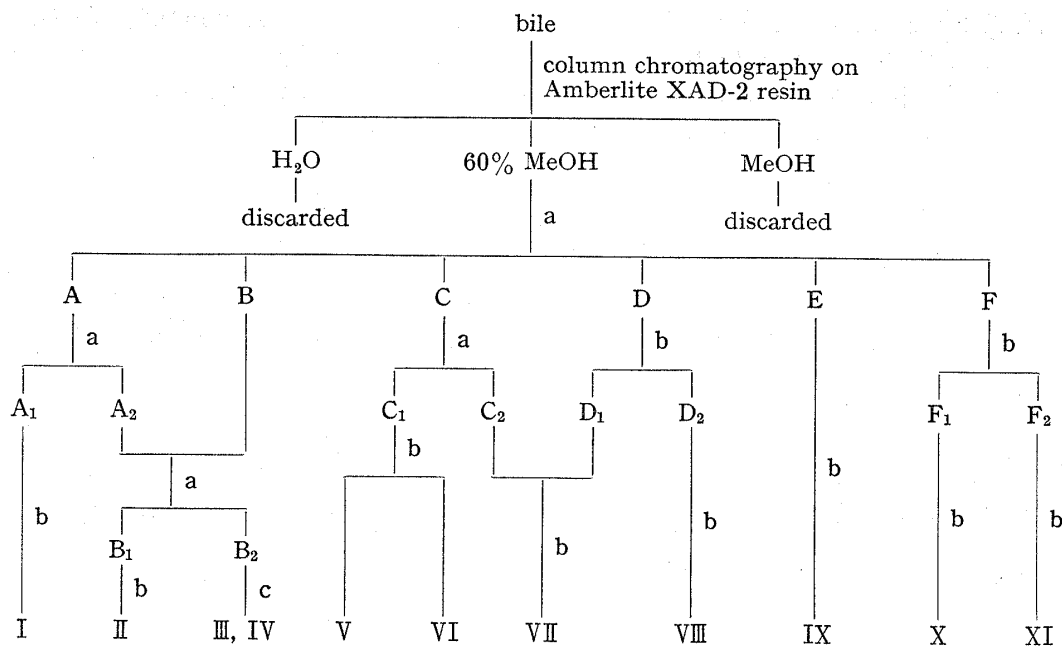 bile
column chromatography on
Amberlite XAD-2 resin
H₂O 60% MeOH MeOH
discarded a discarded
A B C D E F
a a b b
A₁ A₂ C₁ C₂ D₁ D₂ F₁ F₂
b b
a
b b b b b
B₁ B₂
b c
I II III, IV V VI VII VIII IX X XI